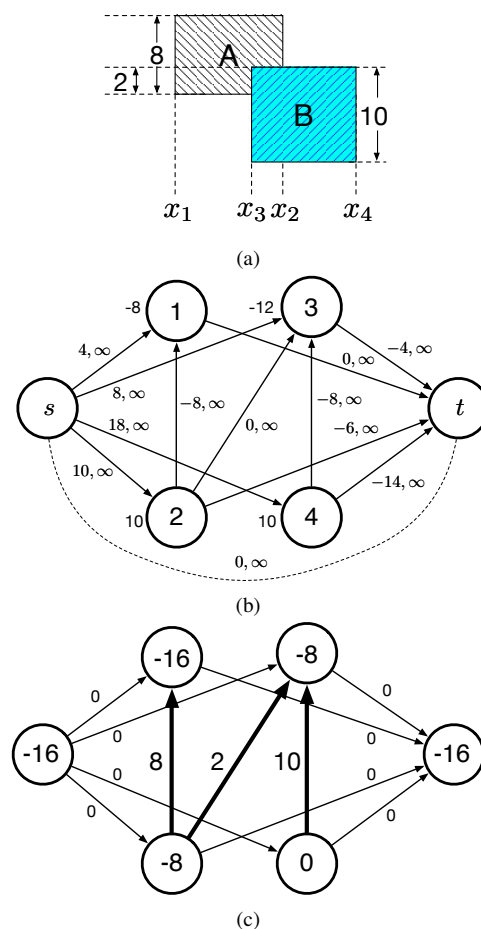 8
A
2
B
10
x₁ x₃ x₂ x₄
(a)
-8 1 -12 3
4, ∞ 0, ∞ −4, ∞
8, ∞
s −8, ∞ −8, ∞ t
18, ∞ 0, ∞ −6, ∞
10, ∞ −14, ∞
10 2 10 4
0, ∞
(b)
-16 -8
0 0
0 0
-16 8 2 10 -16
0 0
0 0
-8 0
(c)